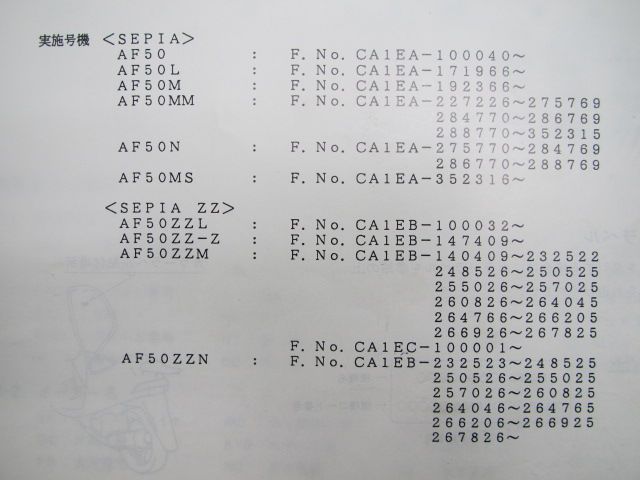 実施号機 <SEPIA>
AF50 : F. No. CA1EA-100040~
AF50L : F. No. CA1EA-171966~
AF50M : F. No. CA1EA-192366~
AF50MM : F. No. CA1EA-227226~275769
284770~286769
288770~352315
AF50N : F. No. CA1EA-275770~284769
286770~288769
AF50MS : F. No. CA1EA-352316~
<SEPIA ZZ>
AF50ZZL : F. No. CA1EB-100032~
AF50ZZ-Z : F. No. CA1EB-147409~
AF50ZZM : F. No. CA1EB-140409~232522
248526~250525
255026~257025
260826~264045
264766~266205
266926~267825
F. No. CA1EC-100001~
AF50ZZN : F. No. CA1EB-232523~248525
250526~255025
257026~260825
264046~264765
266206~266925
267826~